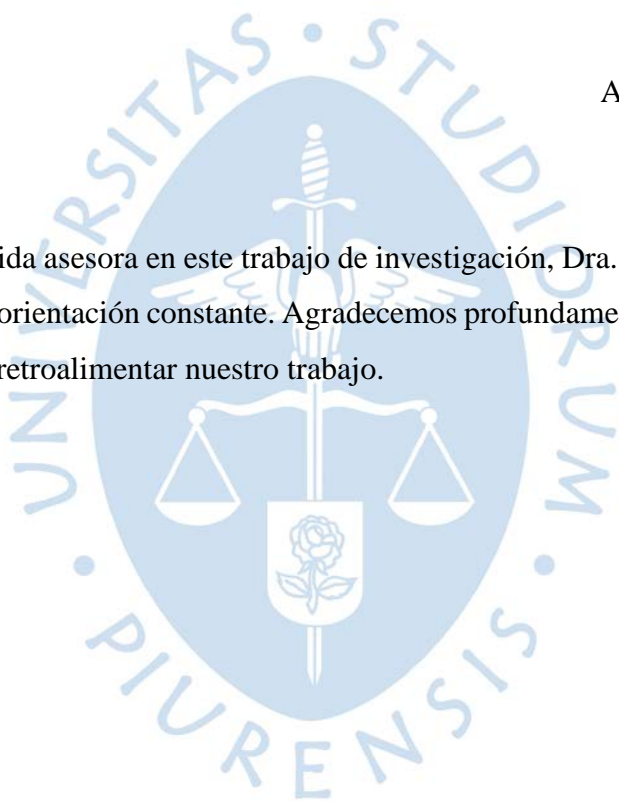 A
ida asesora en este trabajo de investigación, Dra.
orientación constante. Agradecemos profundame
retroalimentar nuestro trabajo.
UNIVERSITAS · STUDIORUM · PIURENSIS ·